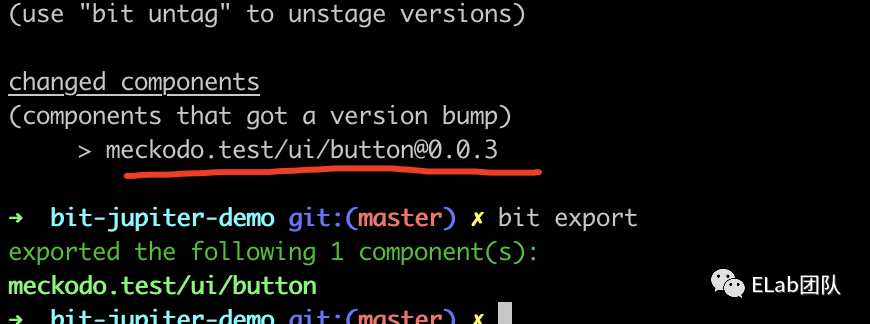 (use "bit untag" to unstage versions)
changed components
(components that got a version bump)
> meckodo.test/ui/button@0.0.3
➜ bit-jupiter-demo git:(master) ✗ bit export
exported the following 1 component(s):
meckodo.test/ui/button
ELab团队
➜ bit-jupiter-demo git:(master) ✗